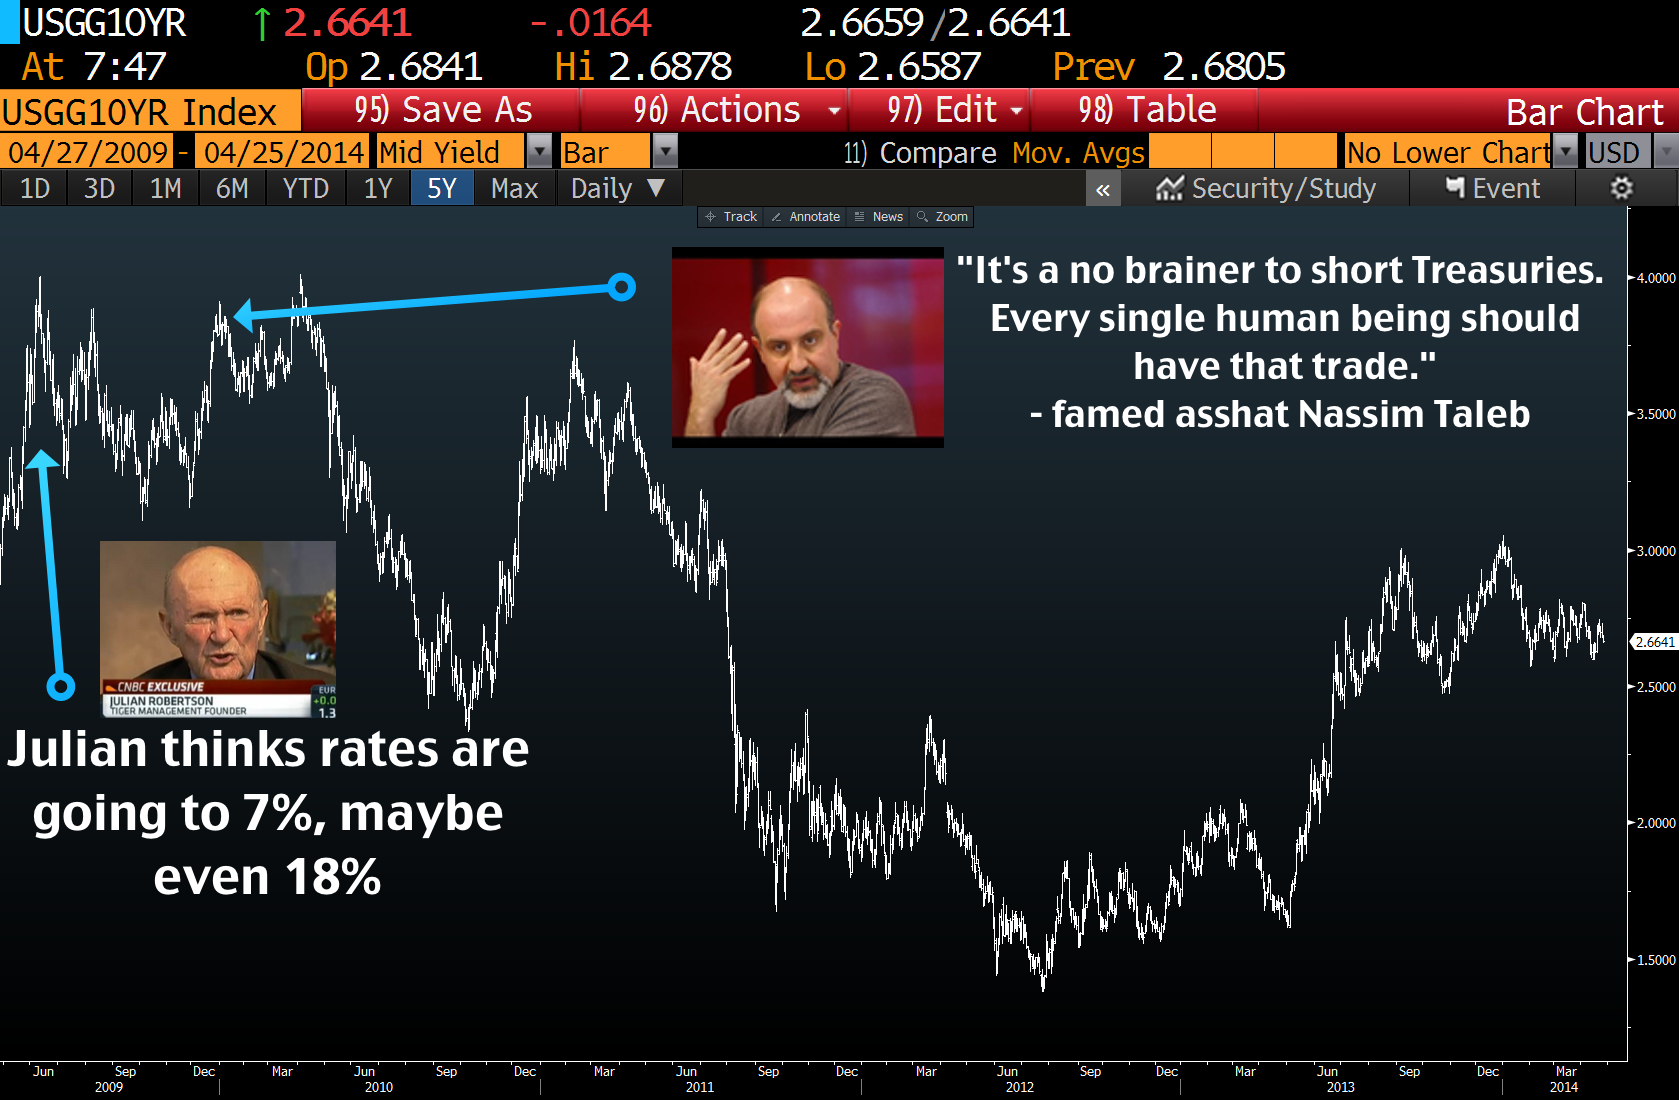 USGG10YR ↑ 2.6641 -.0164 2.6659/2.6641
At 7:47 Op 2.6841 Hi 2.6878 Lo 2.6587 Prev 2.6805
USGG10YR Index 95) Save As 96) Actions 97) Edit 98) Table Bar Chart
04/27/2009 - 04/25/2014 Mid Yield Bar 11) Compare Mov. Avgs No Lower Chart USD
1D 3D 1M 6M YTD 1Y 5Y Max Daily ▼ « Security/Study Event
Track Annotate News Zoom
"It's a no brainer to short Treasuries.
Every single human being should
have that trade."
- famed asshat Nassim Taleb
CNBC EXCLUSIVE
JULIAN ROBERTSON
TIGER MANAGEMENT FOUNDER
EUR
+0.0
1.3
Julian thinks rates are
going to 7%, maybe
even 18%
4.0000
3.5000
3.0000
2.6641
2.5000
2.0000
1.5000
Jun Sep Dec Mar Jun Sep Dec Mar Jun Sep Dec Mar Jun Sep Dec Mar Jun Sep Dec Mar
2009 2010 2011 2012 2013 2014